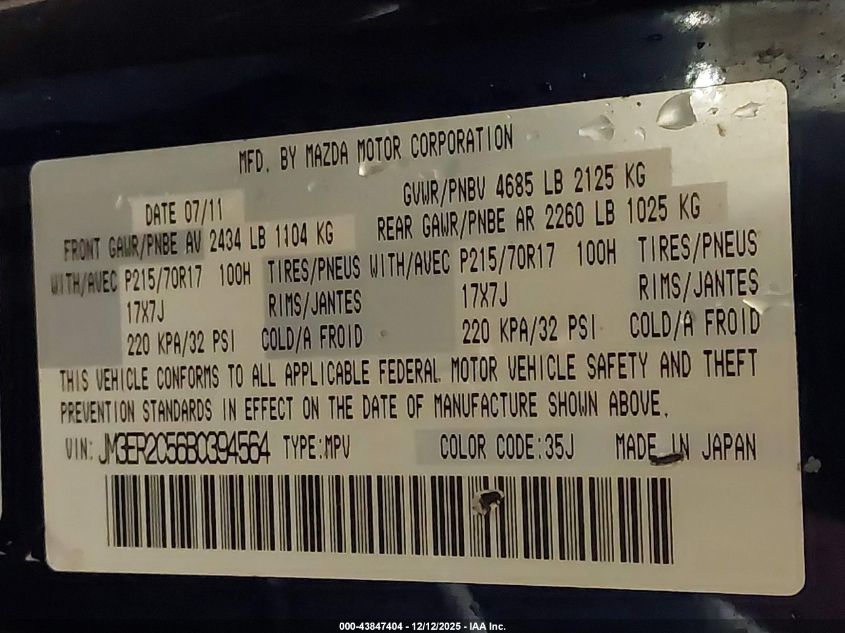 MFD. BY MAZDA MOTOR CORPORATION
DATE 07/11 GVWR/PNBV 4685 LB 2125 KG
FRONT GAWR/PNBE AV 2434 LB 1104 KG REAR GAWR/PNBE AR 2260 LB 1025 KG
WITH/AVEC P215/70R17 100H TIRES/PNEUS WITH/AVEC P215/70R17 100H TIRES/PNEUS
17X7J RIMS/JANTES 17X7J RIMS/JANTES
220 KPA/32 PSI COLD/A FROID 220 KPA/32 PSI COLD/A FROID
THIS VEHICLE CONFORMS TO ALL APPLICABLE FEDERAL MOTOR VEHICLE SAFETY AND THEFT
PREVENTION STANDARDS IN EFFECT ON THE DATE OF MANUFACTURE SHOWN ABOVE.
VIN: JM3ER2C56B0394564 TYPE:MPV COLOR CODE:35J MADE IN JAPAN
000-43847404 - 12/12/2025 - IAA Inc.